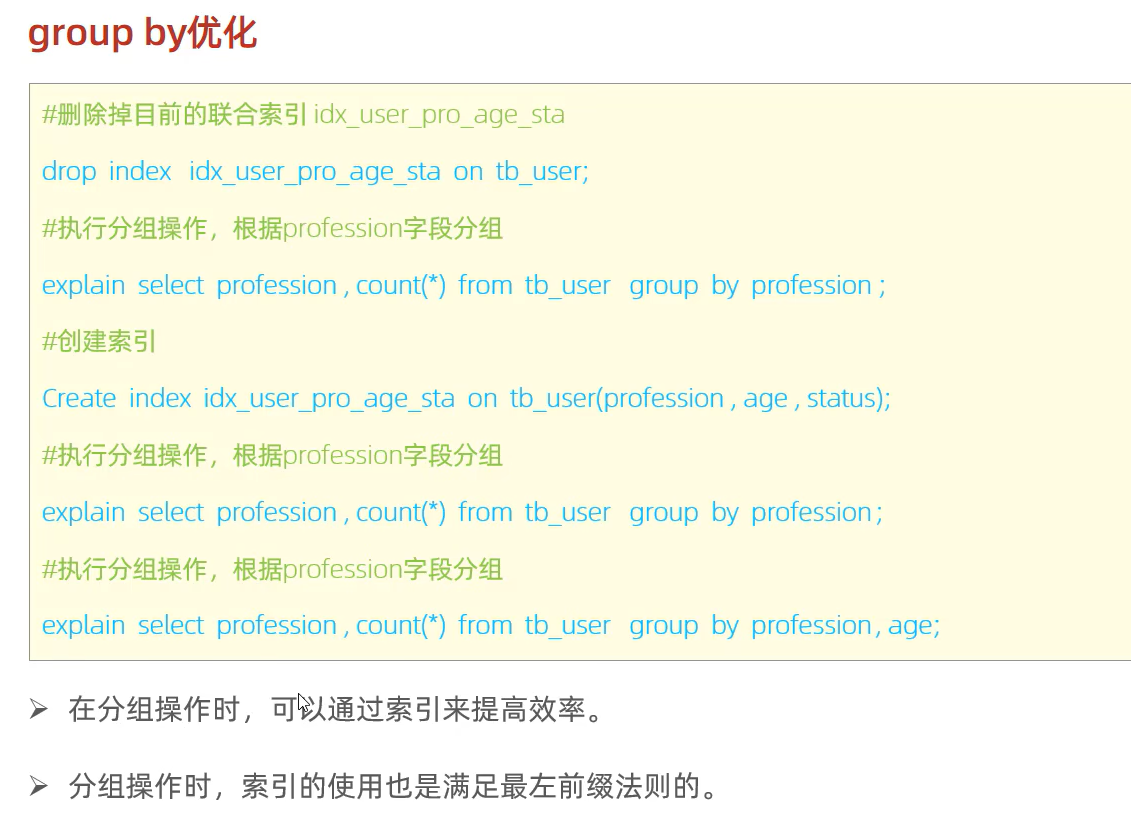 group by优化
#删除掉目前的联合索引 idx_user_pro_age_sta
drop index idx_user_pro_age_sta on tb_user;
#执行分组操作，根据profession字段分组
explain select profession , count(*) from tb_user group by profession ;
#创建索引
Create index idx_user_pro_age_sta on tb_user(profession , age , status);
#执行分组操作，根据profession字段分组
explain select profession , count(*) from tb_user group by profession ;
#执行分组操作，根据profession字段分组
explain select profession , count(*) from tb_user group by profession , age;
➢ 在分组操作时，可以通过索引来提高效率。
➢ 分组操作时，索引的使用也是满足最左前缀法则的。